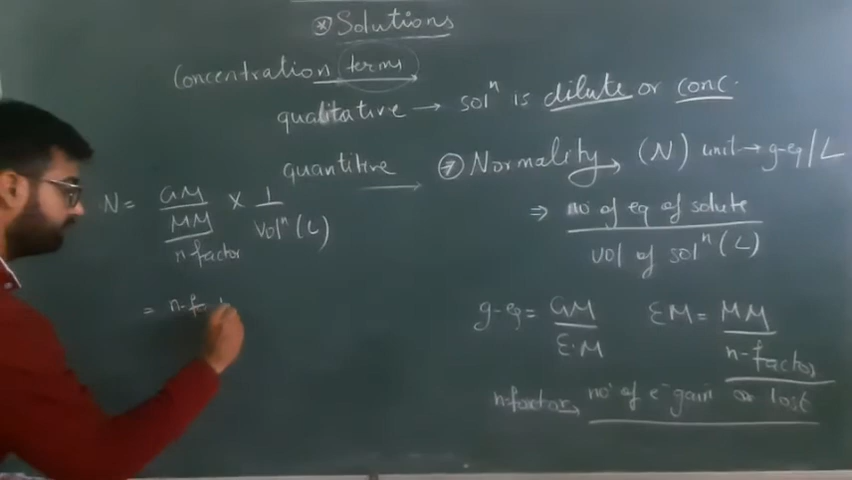 ⊛ Solutions
Concentration terms
qualitative → solⁿ is dilute or conc.
quantitive → ⑦ Normality → (N) unit → g-eq/L
⇒ no of eq of solute
vol of solⁿ (L)
N = GM × 1
MM Volⁿ (L)
n factor
= n-fa
g-eq = GM EM = MM
E.M n-factor
n-factor → no of e⁻ gain or lost